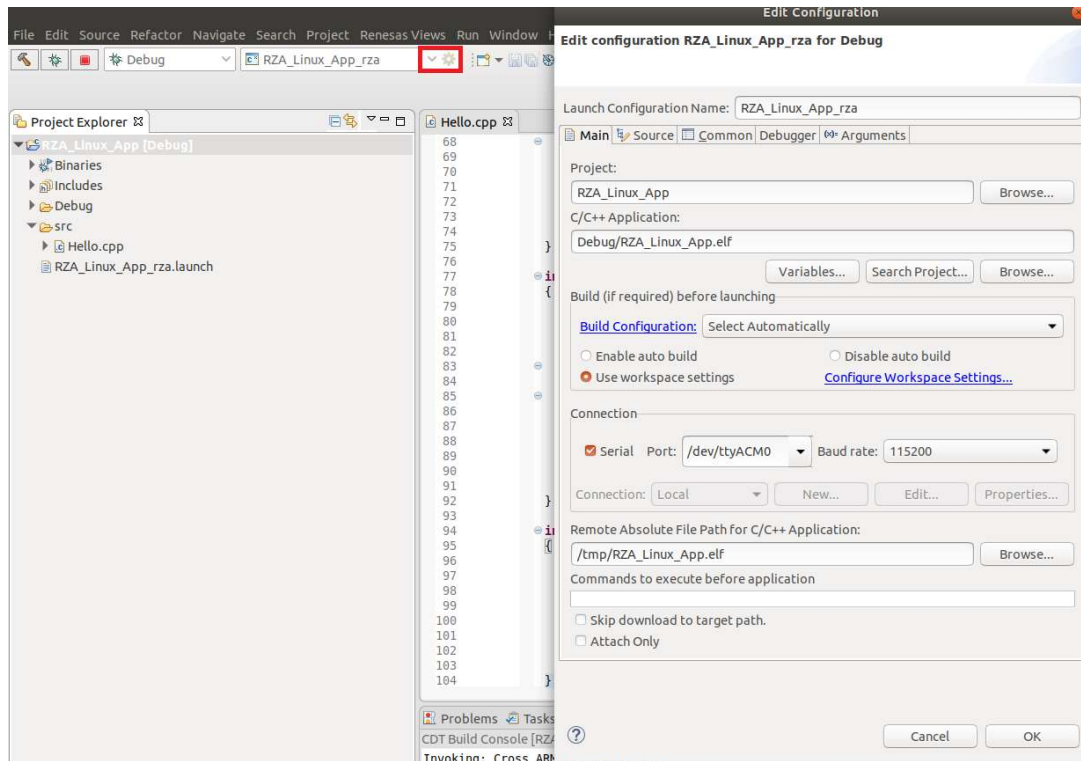 Edit Configuration
File Edit Source Refactor Navigate Search Project Renesas Views Run Window H
Debug
RZA_Linux_App_rza
Project Explorer
RZA_Linux_App [Debug]
Binaries
Includes
Debug
src
Hello.cpp
RZA_Linux_App_rza.launch
Hello.cpp
68
69
70
71
72
73
74
75 }
76
77 in
78 {
79
80
81
82
83
84
85
86
87
88
89
90
91
92 }
93
94 in
95 {
96
97
98
99
100
101
102
103
104 }
Problems Tasks
CDT Build Console [RZA
Invoking: Cross ARM
Edit configuration RZA_Linux_App_rza for Debug
Launch Configuration Name: RZA_Linux_App_rza
Main Source Common Debugger Arguments
Project:
RZA_Linux_App Browse...
C/C++ Application:
Debug/RZA_Linux_App.elf
Variables... Search Project... Browse...
Build (if required) before launching
Build Configuration: Select Automatically
Enable auto build Disable auto build
Use workspace settings Configure Workspace Settings...
Connection
Serial Port: /dev/ttyACM0 Baud rate: 115200
Connection: Local New... Edit... Properties...
Remote Absolute File Path for C/C++ Application:
/tmp/RZA_Linux_App.elf Browse...
Commands to execute before application
Skip download to target path.
Attach Only
Cancel OK